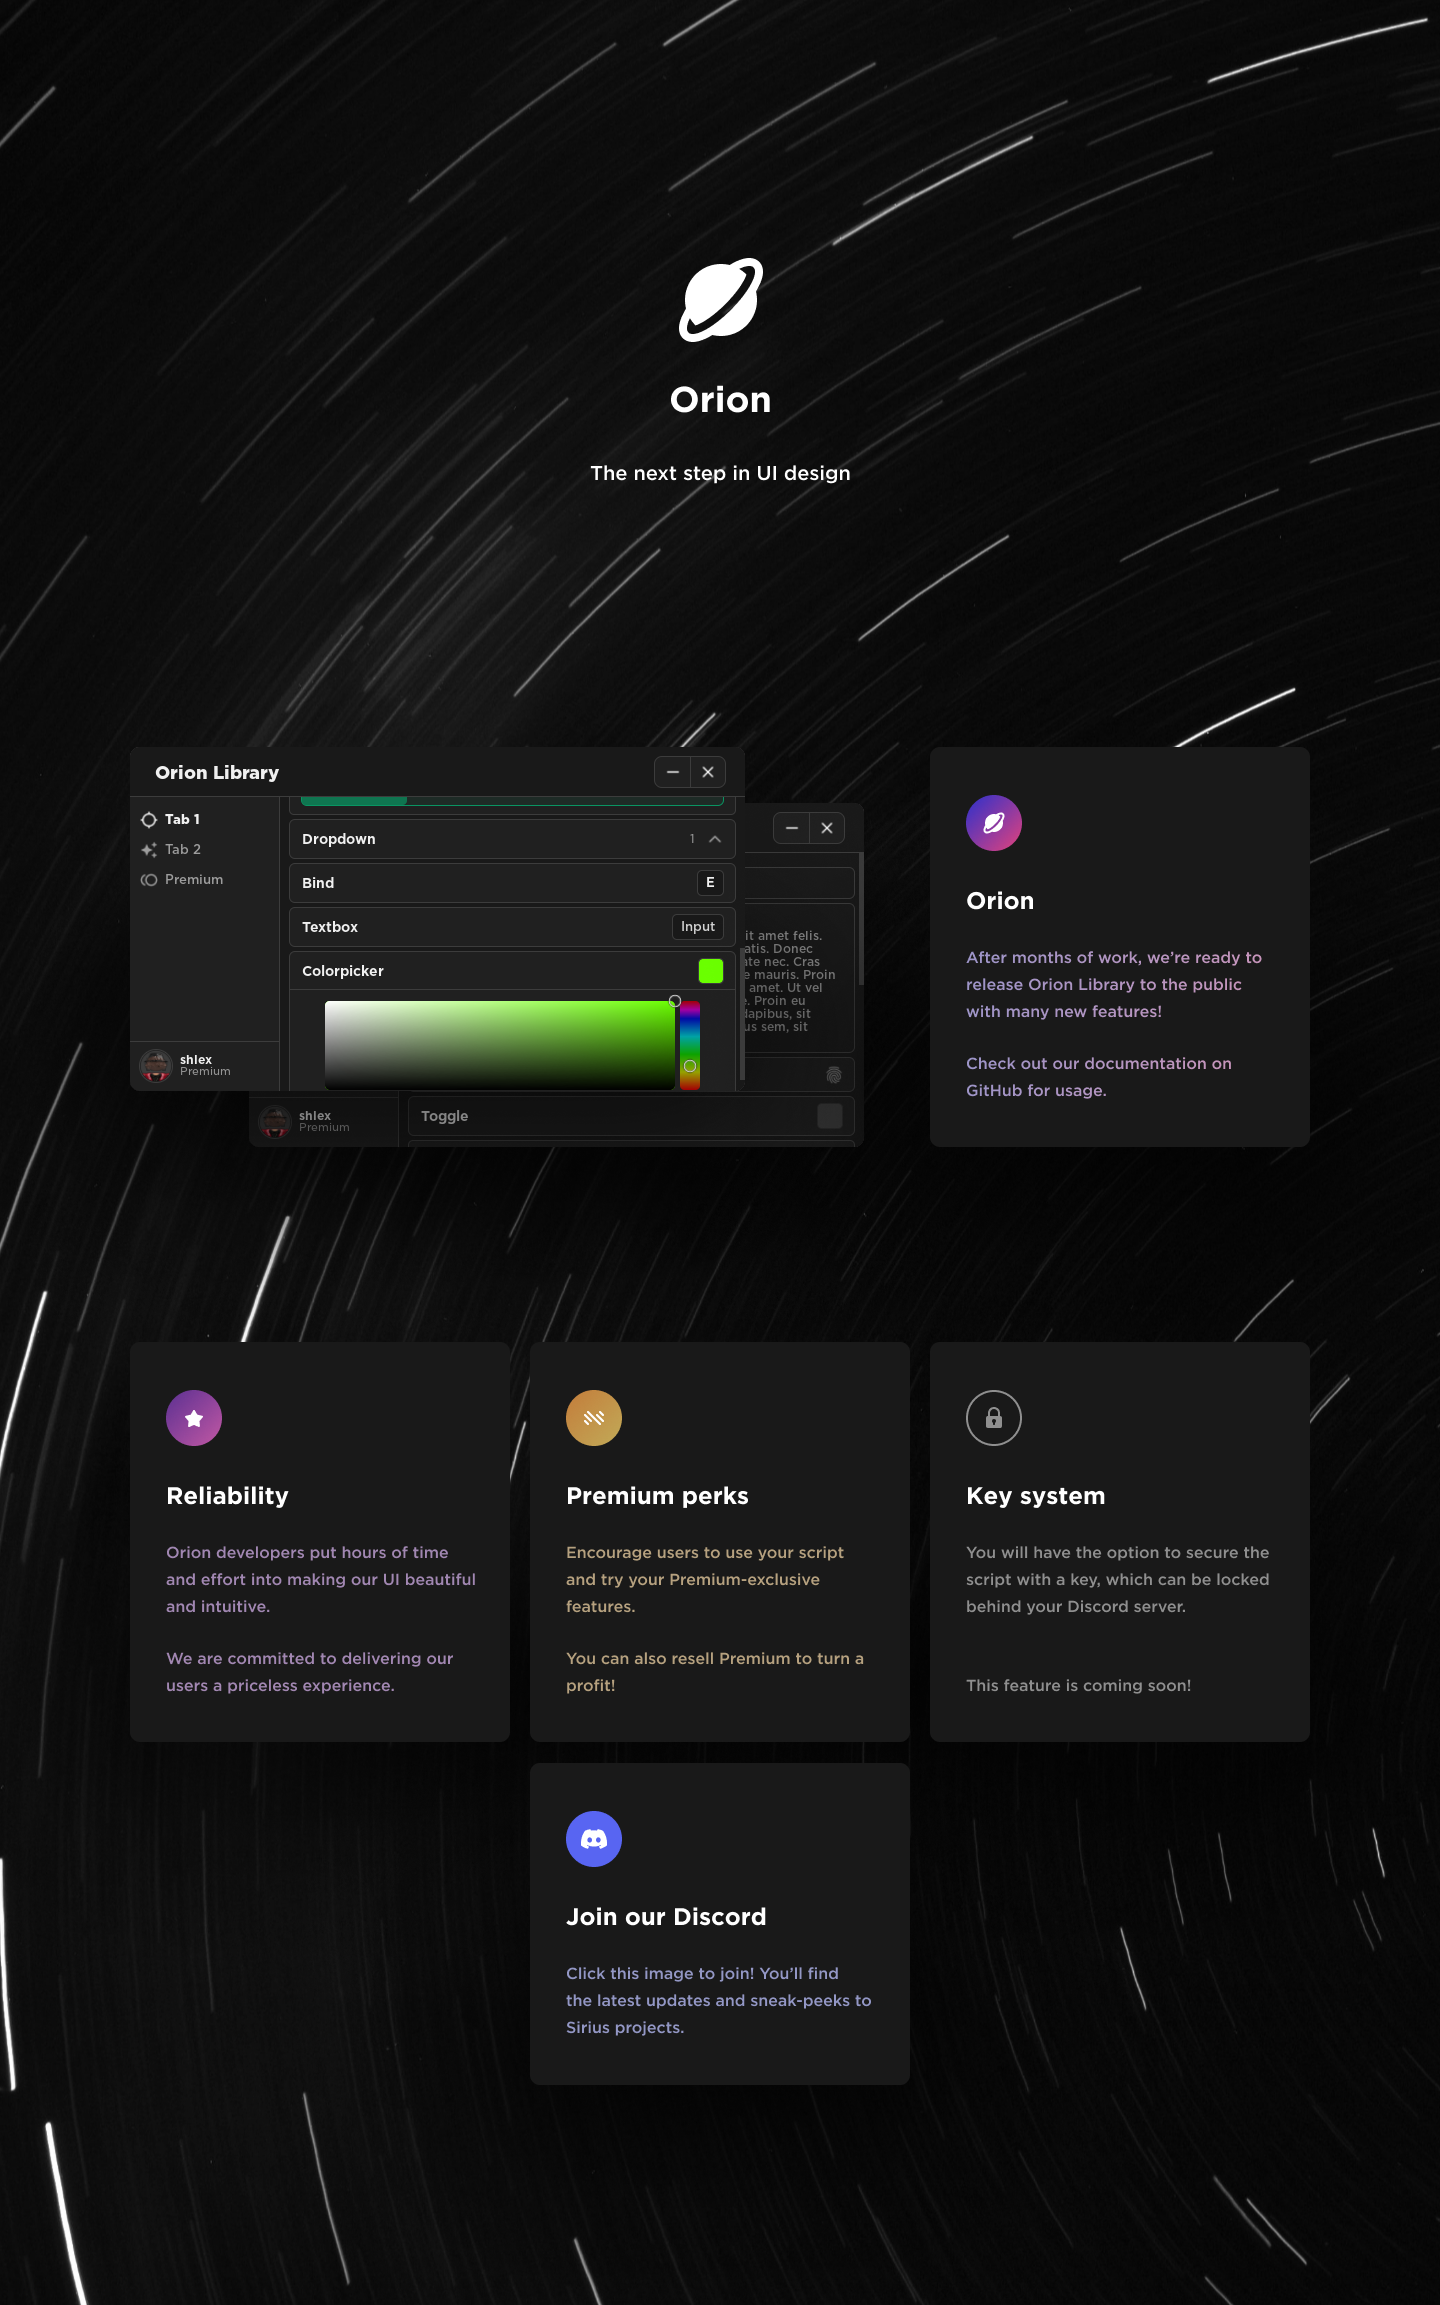 Orion
The next step in UI design
Orion Library
Tab 1
Tab 2
Premium
shlex
Premium
Dropdown
1
Bind
E
Textbox
Input
Colorpicker
it amet felis.
atis. Donec
te nec. Cras
e mauris. Proin
amet. Ut vel
e. Proin eu
dapibus, sit
us sem, sit
shlex
Premium
Toggle
Orion
After months of work, we’re ready to
release Orion Library to the public
with many new features!
Check out our documentation on
GitHub for usage.
Reliability
Orion developers put hours of time
and effort into making our UI beautiful
and intuitive.
We are committed to delivering our
users a priceless experience.
Premium perks
Encourage users to use your script
and try your Premium-exclusive
features.
You can also resell Premium to turn a
profit!
Key system
You will have the option to secure the
script with a key, which can be locked
behind your Discord server.
This feature is coming soon!
Join our Discord
Click this image to join! You’ll find
the latest updates and sneak-peeks to
Sirius projects.